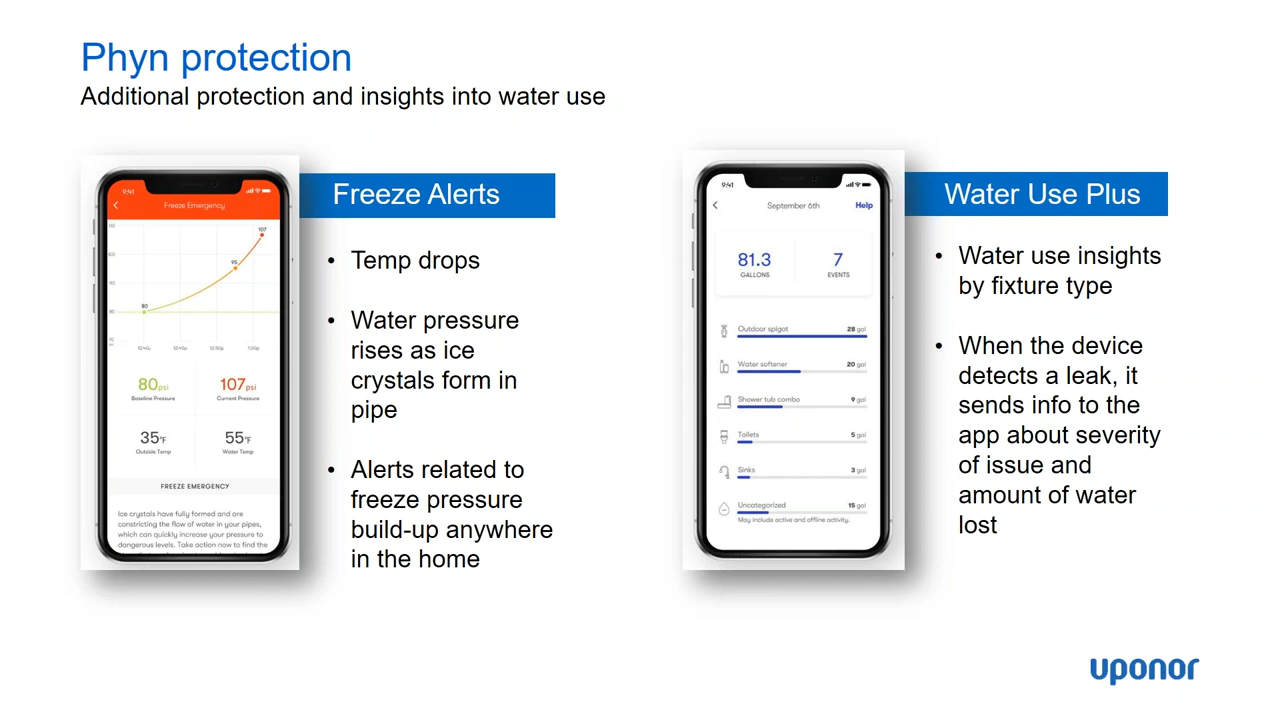 Phyn protection
Additional protection and insights into water use
9:41
Freeze Emergency
107
95
80
12:40p
12:46p
12:50p
1:00p
80psi
Baseline Pressure
107psi
Current Pressure
35°F
Outside Temp
55°F
Water Temp
FREEZE EMERGENCY
Ice crystals have fully formed and are
constricting the flow of water in your pipes,
which can quickly increase your pressure to
dangerous levels. Take action now to find the
Freeze Alerts
• Temp drops
• Water pressure
rises as ice
crystals form in
pipe
• Alerts related to
freeze pressure
build-up anywhere
in the home
9:41
September 6th
Help
81.3
GALLONS
7
EVENTS
Outdoor spigot 28 gal
Water softener 20 gal
Shower tub combo 9 gal
Toilets 5 gal
Sinks 3 gal
Uncategorized 15 gal
May include active and offline activity.
Water Use Plus
• Water use insights
by fixture type
• When the device
detects a leak, it
sends info to the
app about severity
of issue and
amount of water
lost
uponor